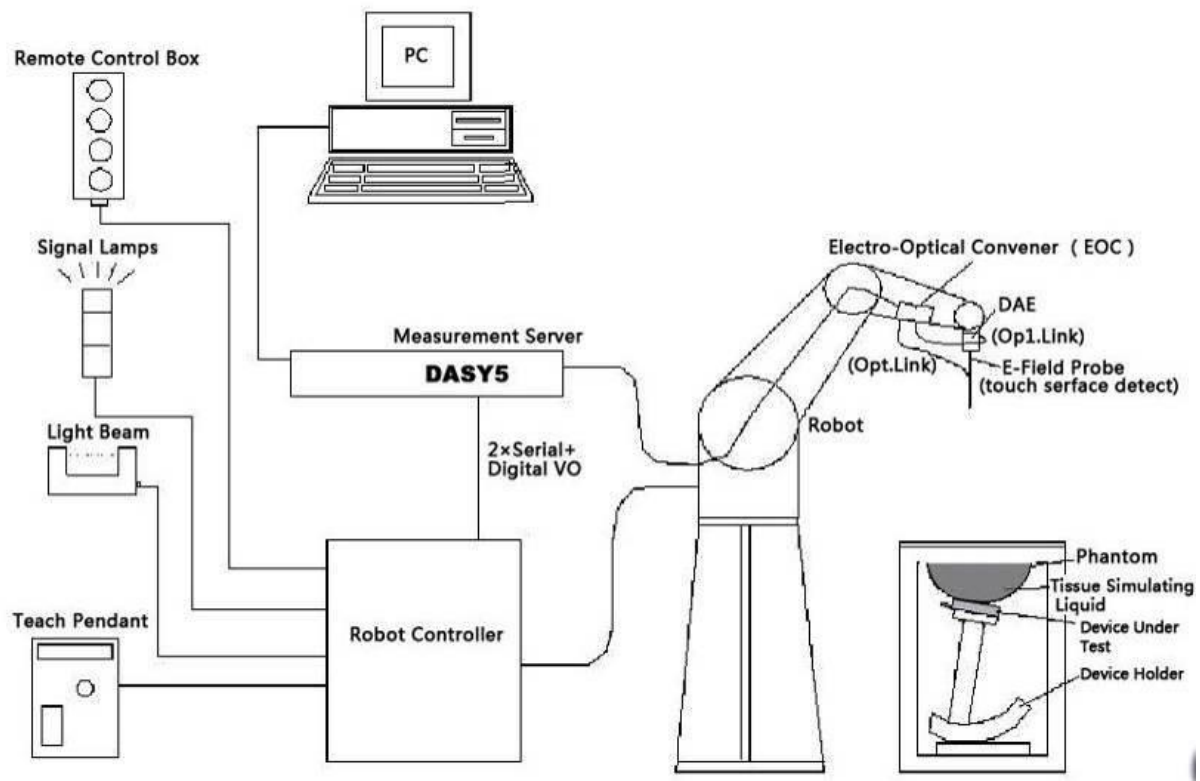 Remote Control Box
PC
Signal Lamps
Electro-Optical Convener ( EOC )
DAE
(Op1.Link)
Measurement Server
DASY5
(Opt.Link)
E-Field Probe
(touch serface detect)
Robot
Light Beam
2×Serial+
Digital VO
Phantom
Tissue Simulating
Liquid
Device Under
Test
Device Holder
Teach Pendant
Robot Controller